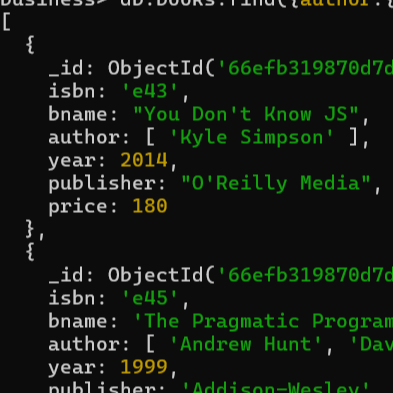 business> db.books.find({author:{
[
  {
    _id: ObjectId('66efb319870d7d
    isbn: 'e43',
    bname: "You Don't Know JS",
    author: [ 'Kyle Simpson' ],
    year: 2014,
    publisher: "O'Reilly Media",
    price: 180
  },
  {
    _id: ObjectId('66efb319870d7d
    isbn: 'e45',
    bname: 'The Pragmatic Program
    author: [ 'Andrew Hunt', 'Dav
    year: 1999,
    publisher: 'Addison-Wesley',